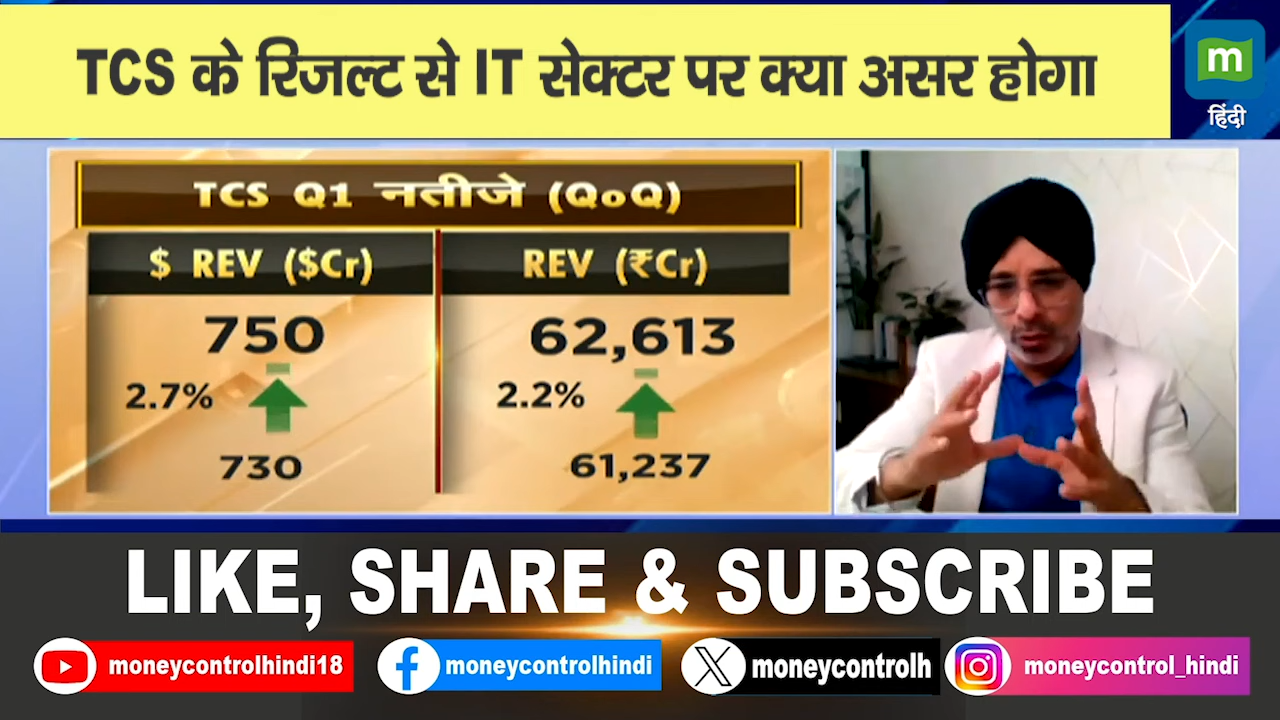 TCS के रिजल्ट से IT सेक्टर पर क्या असर होगा
m
हिंदी
TCS Q1 नतीजे (QoQ)
$ REV ($Cr)
REV (₹Cr)
750
62,613
2.7%
2.2%
730
61,237
LIKE, SHARE & SUBSCRIBE
moneycontrolhindi18
moneycontrolhindi
moneycontrolh
moneycontrol_hindi